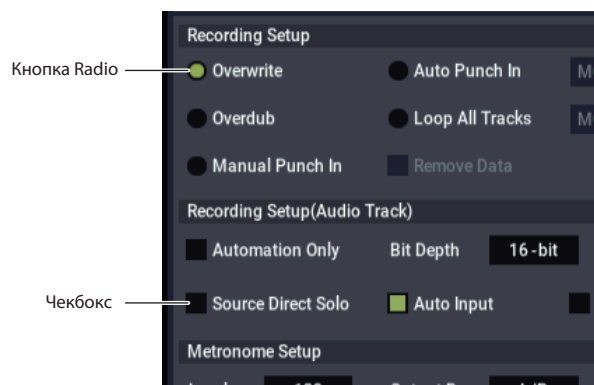 Recording Setup
Кнопка Radio
Overwrite
Auto Punch In
Overdub
Loop All Tracks
Manual Punch In
Remove Data
Recording Setup(Audio Track)
Automation Only
Bit Depth
16-bit
Чекбокс
Source Direct Solo
Auto Input
Metronome Setup